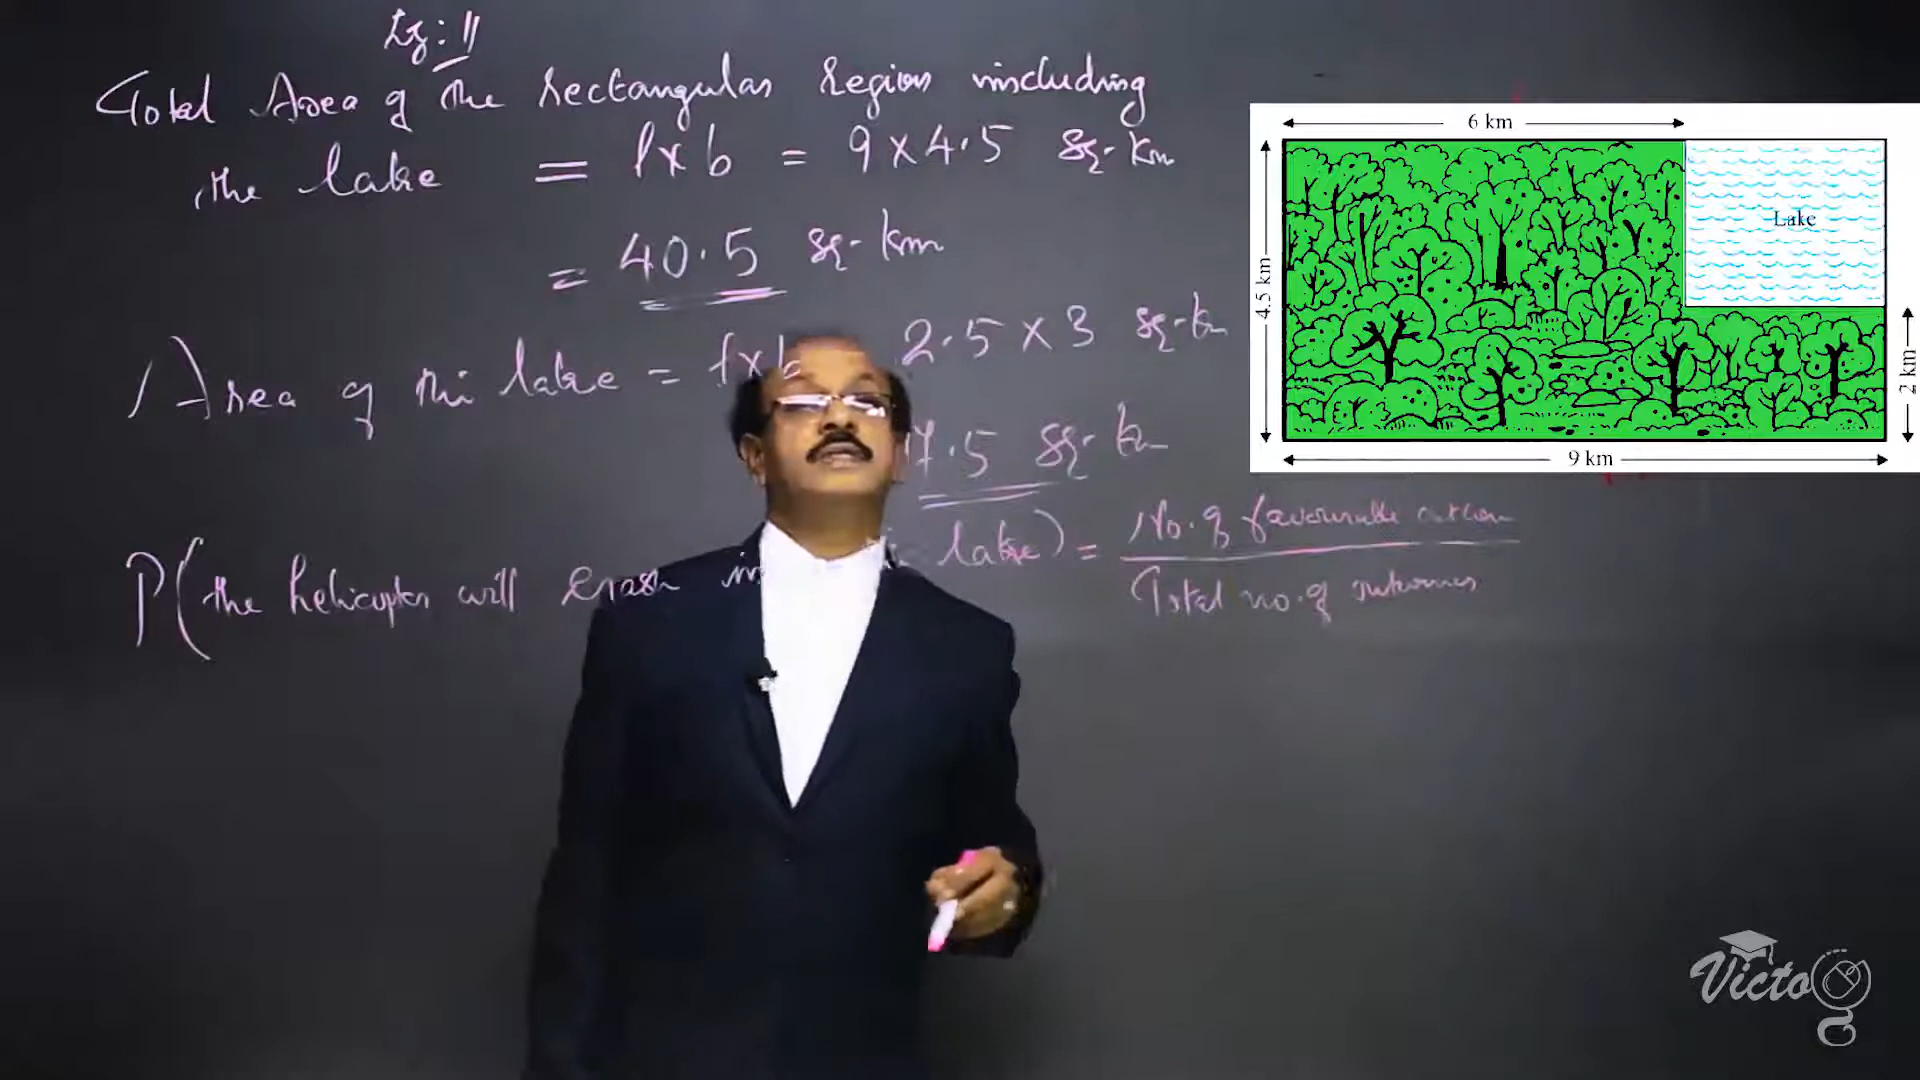 Eg: 11
Total Area of the rectangular region including
the lake = l x b = 9 x 4.5 sq. km
= 40.5 sq. km
Area of the lake = l x b 2.5 x 3 sq. km
7.5 sq. km
P(the helicopter will crash in lake) = No. of favourable outcom
Total no. of outcomes
6 km
Lake
4.5 km
2 km
9 km
Victo